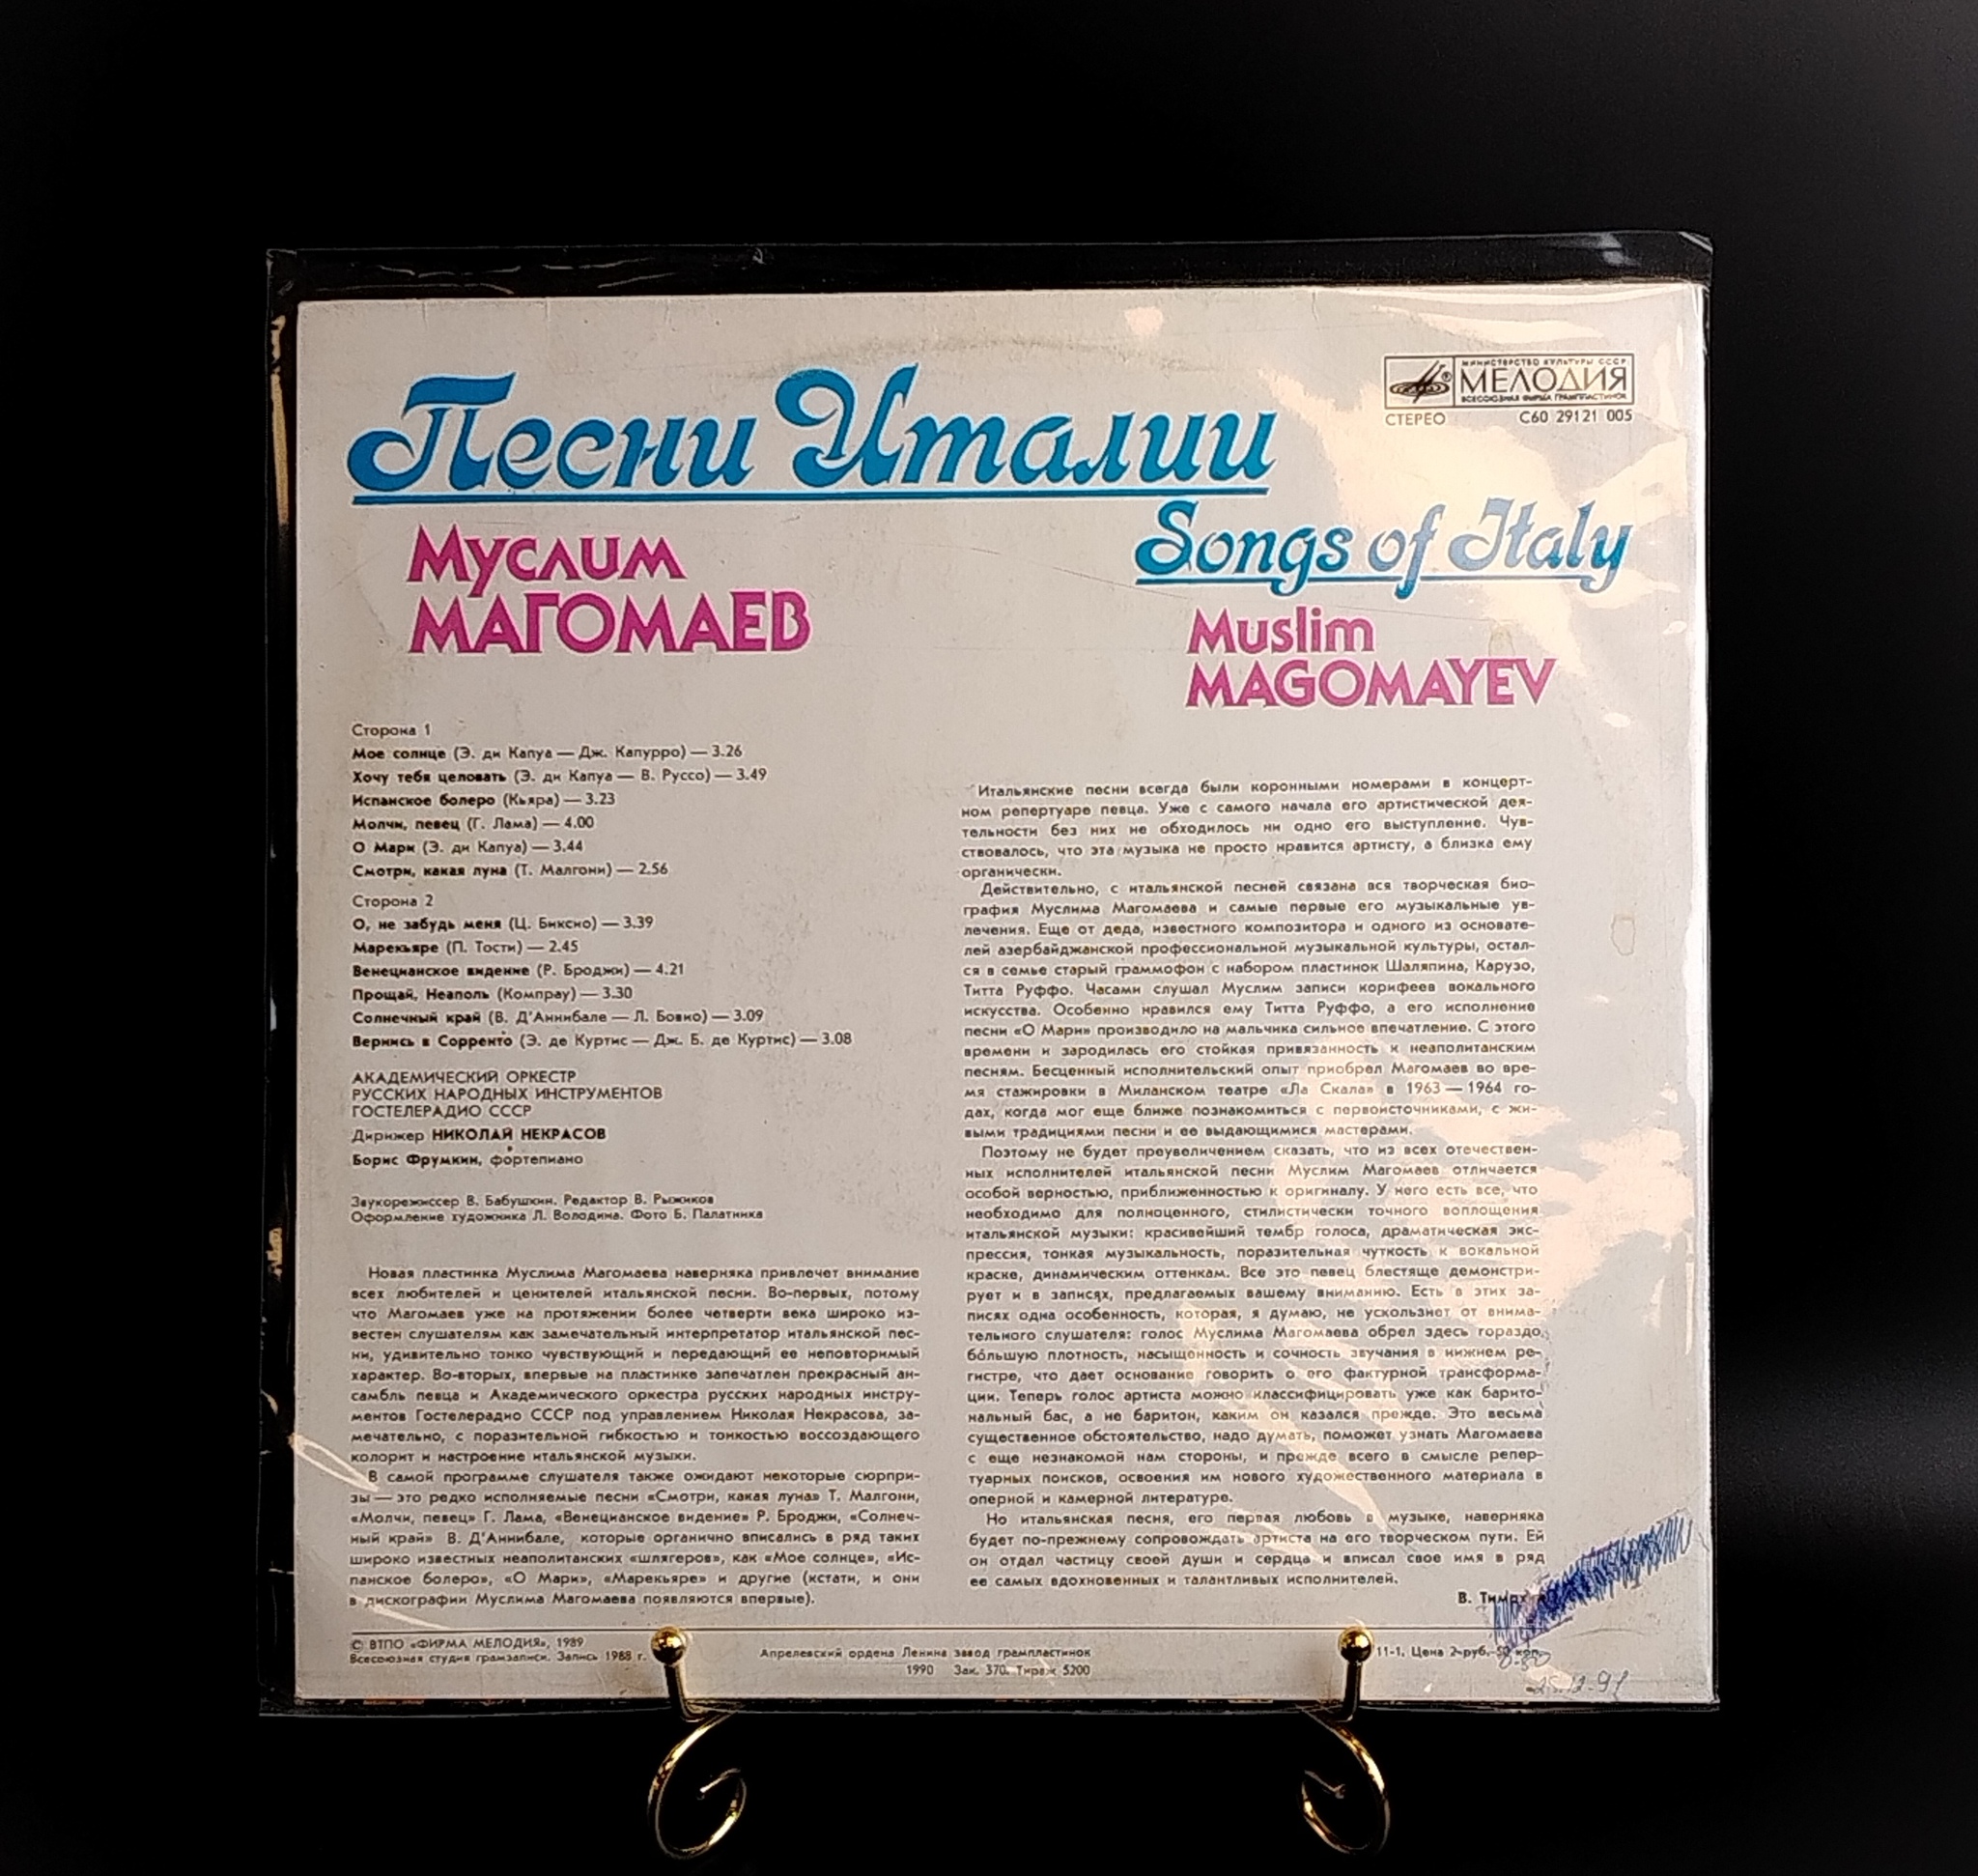 МИНИСТЕРСТВО КУЛЬТУРЫ СССР
МЕЛОДИЯ
ВСЕСОЮЗНАЯ ФИРМА ГРАМПЛАСТИНОК
СТЕРЕО С60 29121 005
Песни Италии
Songs of Italy
Муслим
МАГОМАЕВ
Muslim
MAGOMAYEV
Сторона 1
Мое солнце (Э. ди Капуа — Дж. Капурро) — 3.26
Хочу тебя целовать (Э. ди Капуа — В. Руссо) — 3.49
Испанское болеро (Кьяра) — 3.23
Молчи, певец (Г. Лама) — 4.00
О Мари (Э. ди Капуа) — 3.44
Смотри, какая луна (Т. Малгони) — 2.56
Сторона 2
О, не забудь меня (Ц. Биксио) — 3.39
Марекьяре (П. Тости) — 2.45
Венецианское видение (Р. Броджи) — 4.21
Прощай, Неаполь (Компрау) — 3.30
Солнечный край (В. Д'Аннибале — Л. Бовио) — 3.09
Вернись в Сорренто (Э. де Куртис — Дж. Б. де Куртис) — 3.08
АКАДЕМИЧЕСКИЙ ОРКЕСТР
РУССКИХ НАРОДНЫХ ИНСТРУМЕНТОВ
ГОСТЕЛЕРАДИО СССР
Дирижер НИКОЛАЙ НЕКРАСОВ
Борис Фрумкин, фортепиано
Звукорежиссер В. Бабушкин. Редактор В. Рыжиков
Оформление художника Л. Володина. Фото Б. Палатника
Новая пластинка Муслима Магомаева наверняка привлечет внимание
всех любителей и ценителей итальянской песни. Во-первых, потому
что Магомаев уже на протяжении более четверти века широко из-
вестен слушателям как замечательный интерпретатор итальянской пес-
ни, удивительно тонко чувствующий и передающий ее неповторимый
характер. Во-вторых, впервые на пластинке запечатлен прекрасный ан-
самбль певца и Академического оркестра русских народных инстру-
ментов Гостелерадио СССР под управлением Николая Некрасова, за-
мечательно, с поразительной гибкостью и тонкостью воссоздающего
колорит и настроение итальянской музыки.
В самой программе слушателя также ожидают некоторые сюрпри-
зы — это редко исполняемые песни «Смотри, какая луна» Т. Малгони,
«Молчи, певец» Г. Лама, «Венецианское видение» Р. Броджи, «Солнеч-
ный край» В. Д'Аннибале, которые органично вписались в ряд таких
широко известных неаполитанских «шлягеров», как «Мое солнце», «Ис-
панское болеро», «О Мари», «Марекьяре» и другие (кстати, и они
в дискографии Муслима Магомаева появляются впервые).
Итальянские песни всегда были коронными номерами в концерт-
ном репертуаре певца. Уже с самого начала его артистической дея-
тельности без них не обходилось ни одно его выступление. Чув-
ствовалось, что эта музыка не просто нравится артисту, а близка ему
органически.
Действительно, с итальянской песней связана вся творческая био-
графия Муслима Магомаева и самые первые его музыкальные ув-
лечения. Еще от деда, известного композитора и одного из основате-
лей азербайджанской профессиональной музыкальной культуры, остал-
ся в семье старый граммофон с набором пластинок Шаляпина, Карузо,
Титта Руффо. Часами слушал Муслим записи корифеев вокального
искусства. Особенно нравился ему Титта Руффо, а его исполнение
песни «О Мари» производило на мальчика сильное впечатление. С этого
времени и зародилась его стойкая привязанность к неаполитанским
песням. Бесценный исполнительский опыт приобрел Магомаев во вре-
мя стажировки в Миланском театре «Ла Скала» в 1963 — 1964 го-
дах, когда мог еще ближе познакомиться с первоисточниками, с жи-
выми традициями песни и ее выдающимися мастерами.
Поэтому не будет преувеличением сказать, что из всех отечествен-
ных исполнителей итальянской песни Муслим Магомаев отличается
особой верностью, приближенностью к оригиналу. У него есть все, что
необходимо для полноценного, стилистически точного воплощения
итальянской музыки: красивейший тембр голоса, драматическая экс-
прессия, тонкая музыкальность, поразительная чуткость к вокальной
краске, динамическим оттенкам. Все это певец блестяще демонстри-
рует и в записях, предлагаемых вашему вниманию. Есть в этих за-
писях одна особенность, которая, я думаю, не ускользнет от внима-
тельного слушателя: голос Муслима Магомаева обрел здесь гораздо
бо́льшую плотность, насыщенность и сочность звучания в нижнем ре-
гистре, что дает основание говорить о его фактурной трансформа-
ции. Теперь голос артиста можно классифицировать уже как барито-
нальный бас, а не баритон, каким он казался прежде. Это весьма
существенное обстоятельство, надо думать, поможет узнать Магомаева
с еще незнакомой нам стороны, и прежде всего в смысле репер-
туарных поисков, освоения им нового художественного материала в
оперной и камерной литературе.
Но итальянская песня, его первая любовь в музыке, наверняка
будет по-прежнему сопровождать артиста на его творческом пути. Ей
он отдал частицу своей души и сердца и вписал свое имя в ряд
ее самых вдохновенных и талантливых исполнителей.
В.
© ВТПО «ФИРМА МЕЛОДИЯ», 1989
Всесоюзная студия грамзаписи. Запись 1988 г.
Апрелевский ордена Ленина завод грампластинок
1990 Зак. 370. Тираж 5200
11-1. Цена 2 руб. 50 коп.